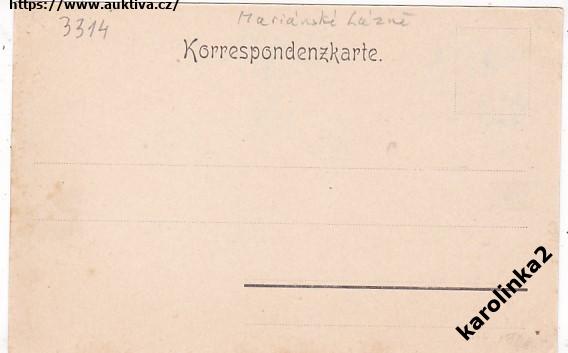 https://www.auktiva.cz/
3314
Mariánské Lázně
Korrespondenzkarte.
karolinka2